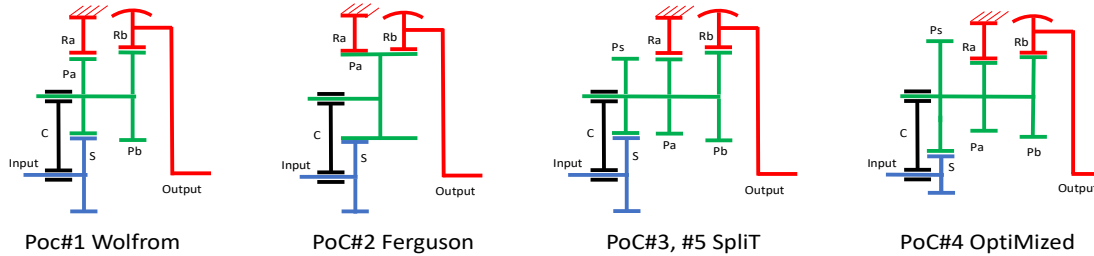 Ra
Rb
Pa
C
S
Pb
Input
Output
Poc#1 Wolfrom
Ra
Rb
Pa
C
S
Input
Output
PoC#2 Ferguson
Ps
Ra
Rb
C
S
Pa
Pb
Input
Output
PoC#3, #5 SpliT
Ps
Ra
Rb
C
S
Pa
Pb
Input
Output
PoC#4 OptiMized